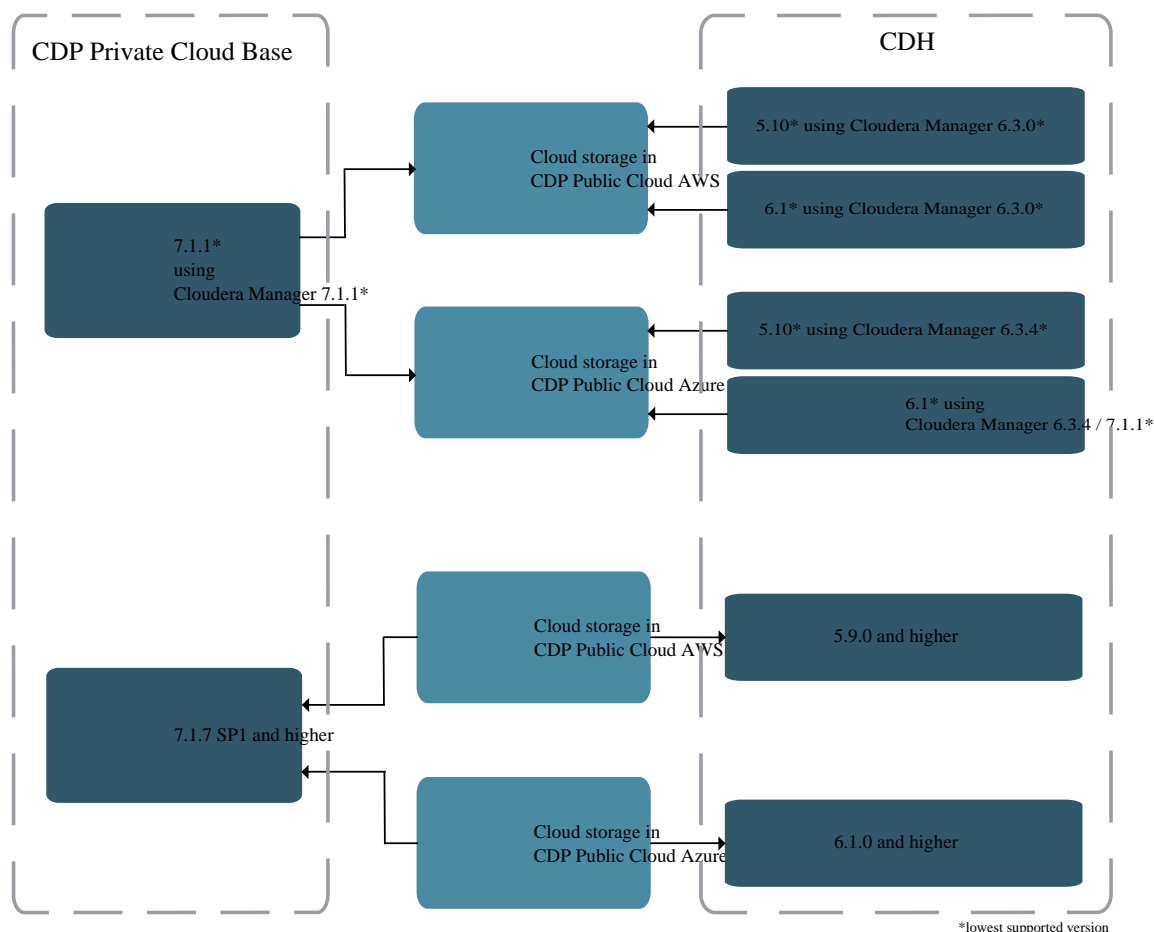 CDP Private Cloud Base
CDH
7.1.1*
using
Cloudera Manager 7.1.1*
Cloud storage in
CDP Public Cloud AWS
5.10* using Cloudera Manager 6.3.0*
6.1* using Cloudera Manager 6.3.0*
Cloud storage in
CDP Public Cloud Azure
5.10* using Cloudera Manager 6.3.4*
6.1* using
Cloudera Manager 6.3.4 / 7.1.1*
7.1.7 SP1 and higher
Cloud storage in
CDP Public Cloud AWS
5.9.0 and higher
Cloud storage in
CDP Public Cloud Azure
6.1.0 and higher
*lowest supported version